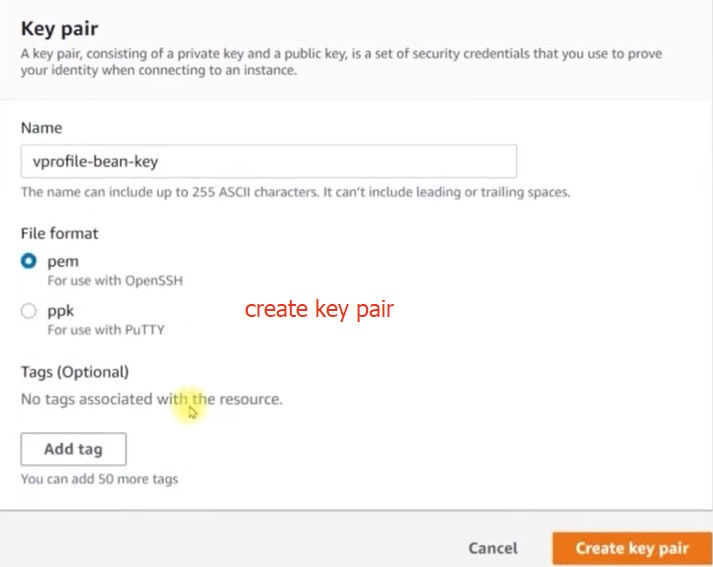 Key pair
A key pair, consisting of a private key and a public key, is a set of security credentials that you use to prove
your identity when connecting to an instance.
Name
vprofile-bean-key
The name can include up to 255 ASCII characters. It can't include leading or trailing spaces.
File format
pem
For use with OpenSSH
ppk
For use with PuTTY
create key pair
Tags (Optional)
No tags associated with the resource.
Add tag
You can add 50 more tags
Cancel
Create key pair